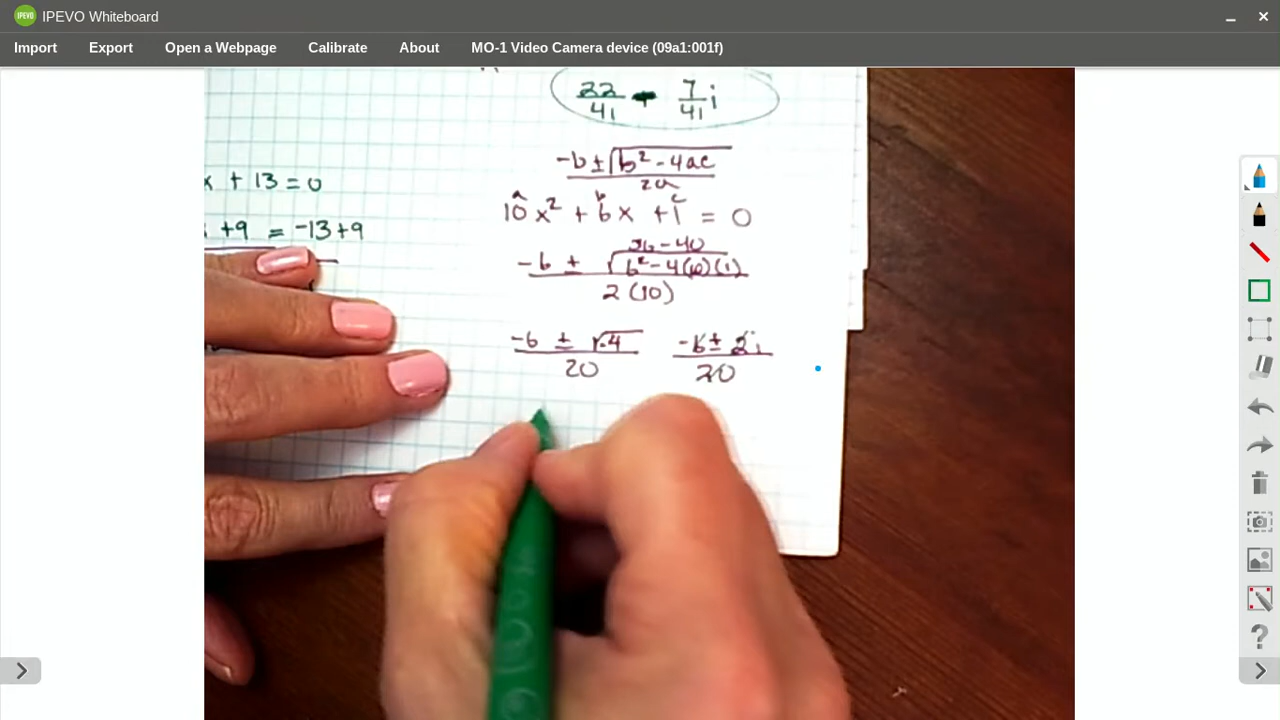 IPEVO IPEVO Whiteboard
Import Export Open a Webpage Calibrate About MO-1 Video Camera device (09a1:001f)
22/41 - 7/41 i
-b ± √b² - 4ac
2a
x + 13 = 0
a b c
10x² + 6x + 1 = 0
+9 = -13+9
36 - 40
-6 ± √6² - 4(10)(1)
2 (10)
-6 ± √-4 -6 ± 2i
20 20